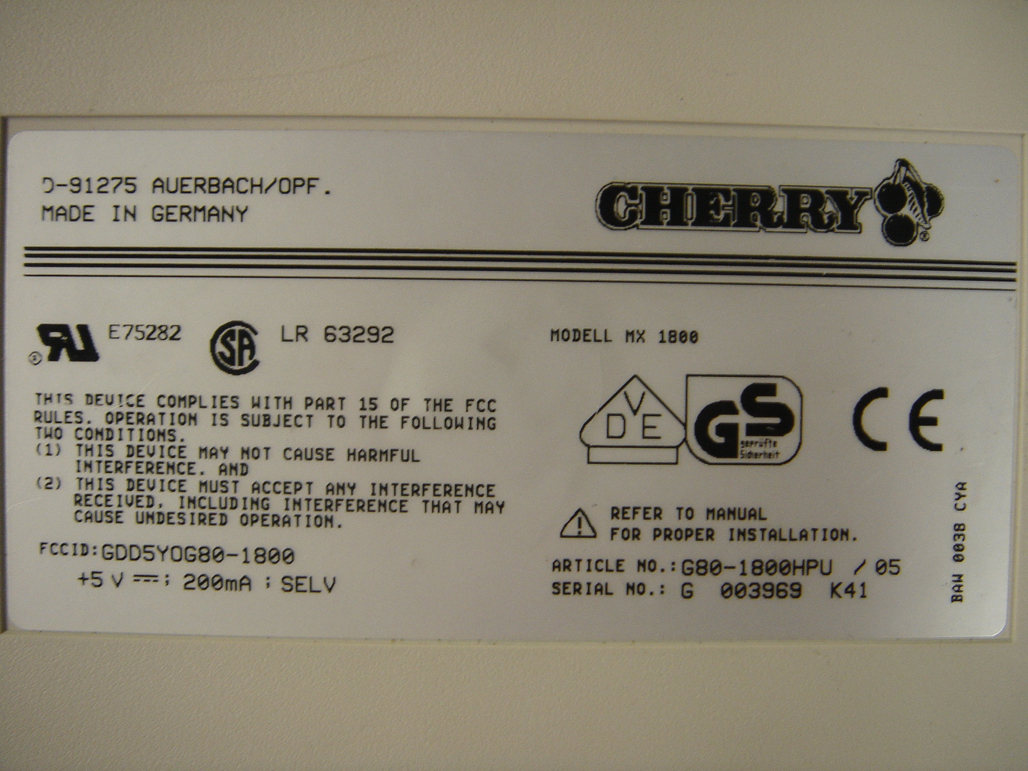 D-91275 AUERBACH/OPF.
MADE IN GERMANY
CHERRY
®
RU E75282 SA LR 63292
®
MODELL MX 1800
THIS DEVICE COMPLIES WITH PART 15 OF THE FCC
RULES. OPERATION IS SUBJECT TO THE FOLLOWING
TWO CONDITIONS.
(1) THIS DEVICE MAY NOT CAUSE HARMFUL
INTERFERENCE. AND
(2) THIS DEVICE MUST ACCEPT ANY INTERFERENCE
RECEIVED, INCLUDING INTERFERENCE THAT MAY
CAUSE UNDESIRED OPERATION.
FCCID:GDD5YOG80-1800
+5 V ⎓; 200mA ; SELV
VDE
GS
geprüfte
Sicherheit
CE
REFER TO MANUAL
FOR PROPER INSTALLATION.
ARTICLE NO.:G80-1800HPU / 05
SERIAL NO.: G 003969 K41
BAW 0038 CYA